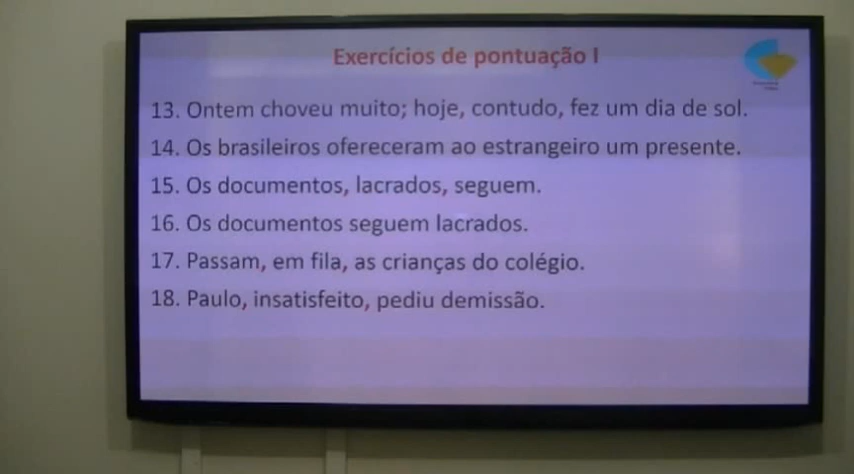 Exercícios de pontuação I
13. Ontem choveu muito; hoje, contudo, fez um dia de sol.
14. Os brasileiros ofereceram ao estrangeiro um presente.
15. Os documentos, lacrados, seguem.
16. Os documentos seguem lacrados.
17. Passam, em fila, as crianças do colégio.
18. Paulo, insatisfeito, pediu demissão.